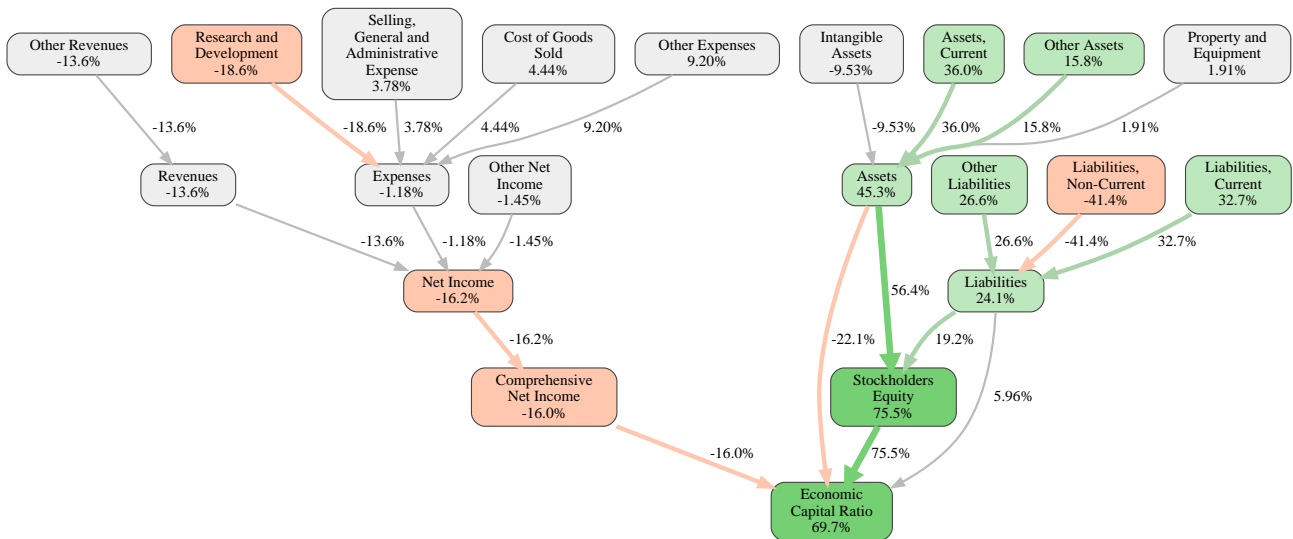 Other Revenues
-13.6%
Research and
Development
-18.6%
Selling,
General and
Administrative
Expense
3.78%
Cost of Goods
Sold
4.44%
Other Expenses
9.20%
Intangible
Assets
-9.53%
Assets,
Current
36.0%
Other Assets
15.8%
Property and
Equipment
1.91%
-13.6%
-18.6%
3.78%
4.44%
9.20%
-9.53%
36.0%
15.8%
1.91%
Revenues
-13.6%
Expenses
-1.18%
Other Net
Income
-1.45%
Assets
45.3%
Other
Liabilities
26.6%
Liabilities,
Non-Current
-41.4%
Liabilities,
Current
32.7%
-13.6%
-1.18%
-1.45%
26.6%
-41.4%
32.7%
Net Income
-16.2%
56.4%
Liabilities
24.1%
-16.2%
-22.1%
19.2%
Comprehensive
Net Income
-16.0%
Stockholders
Equity
75.5%
5.96%
-16.0%
75.5%
Economic
Capital Ratio
69.7%